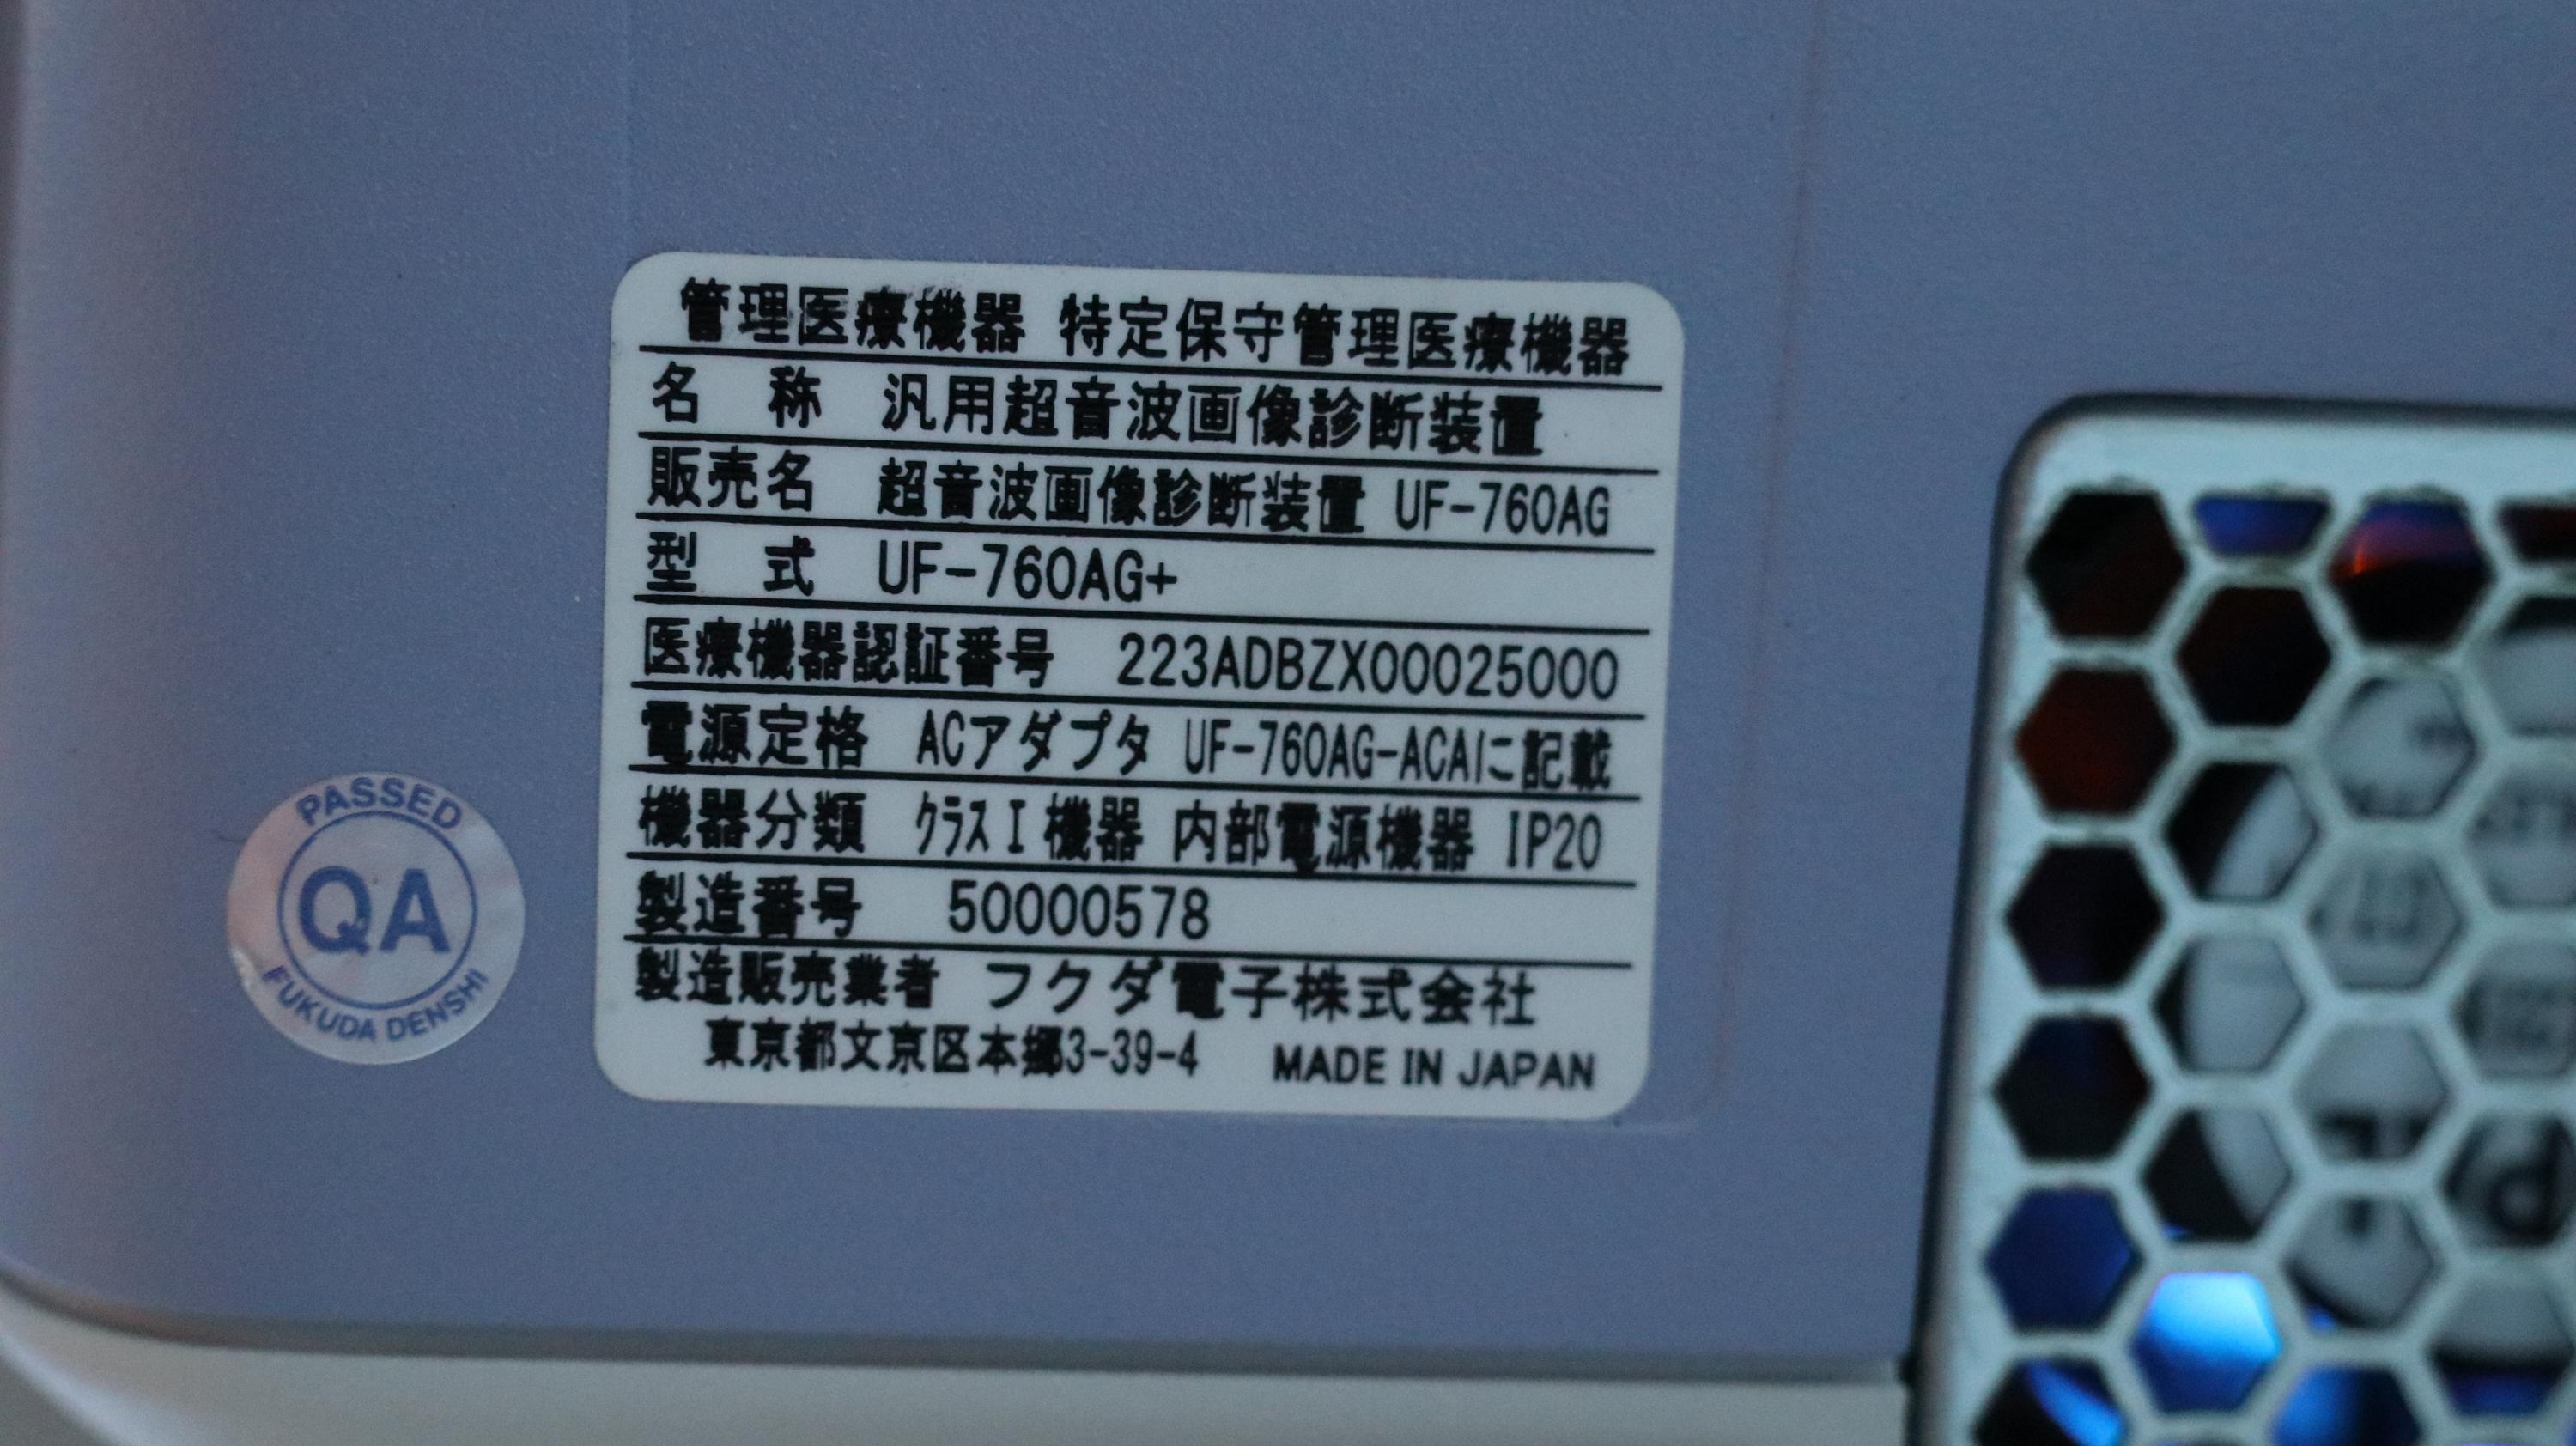 管理医療機器 特定保守管理医療機器
名 称 汎用超音波画像診断装置
販売名 超音波画像診断装置 UF-760AG
型 式 UF-760AG+
医療機器認証番号 223ADBZX00025000
電源定格 ACアダプタ UF-760AG-ACAに記載
機器分類 クラスⅠ機器 内部電源機器 IP20
製造番号 50000578
製造販売業者 フクダ電子株式会社
東京都文京区本郷3-39-4 MADE IN JAPAN
PASSED
QA
FUKUDA DENSHI